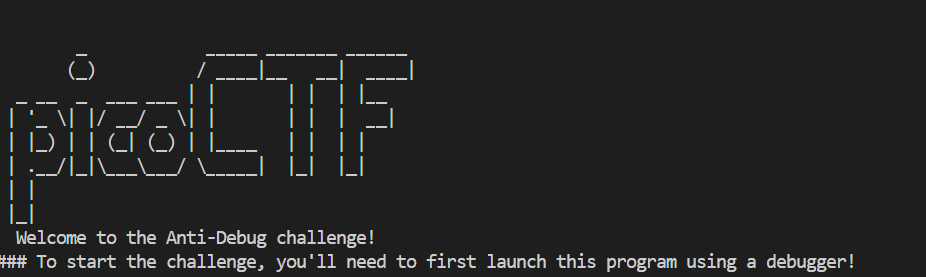 picoCTF
Welcome to the Anti-Debug challenge!
### To start the challenge, you'll need to first launch this program using a debugger!